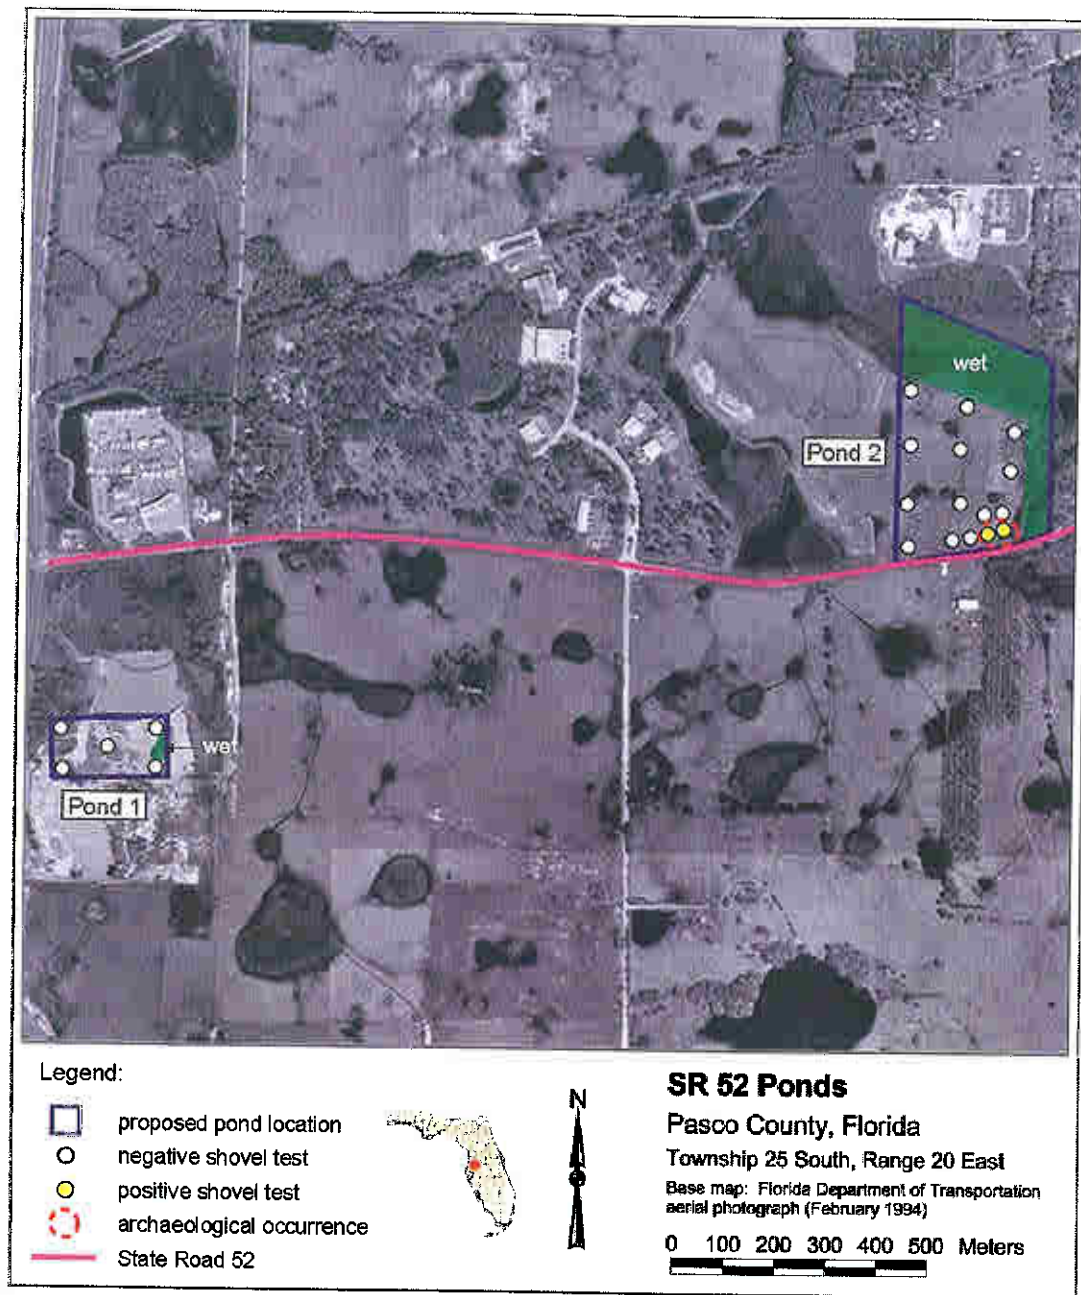 wet
Pond 2
wet
Pond 1
Legend:
proposed pond location
negative shovel test
positive shovel test
archaeological occurrence
State Road 52
N
SR 52 Ponds
Pasco County, Florida
Township 25 South, Range 20 East
Base map: Florida Department of Transportation
aerial photograph (February 1994)
0 100 200 300 400 500 Meters